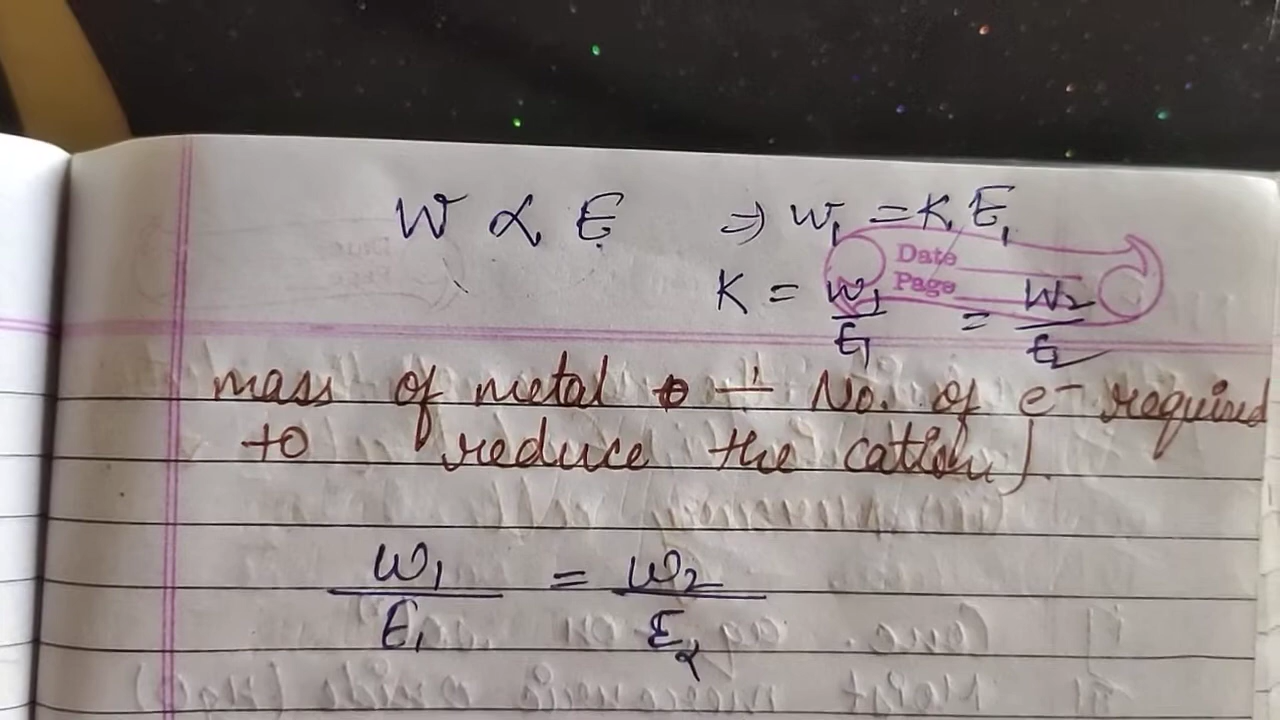 W ∝ E ⇒ W₁ = K E₁
Date
Page
K = W₁/E₁ = W₂/E₂
mass of metal ÷ No. of e⁻ required
to reduce the cation)
W₁/E₁ = W₂/E₂